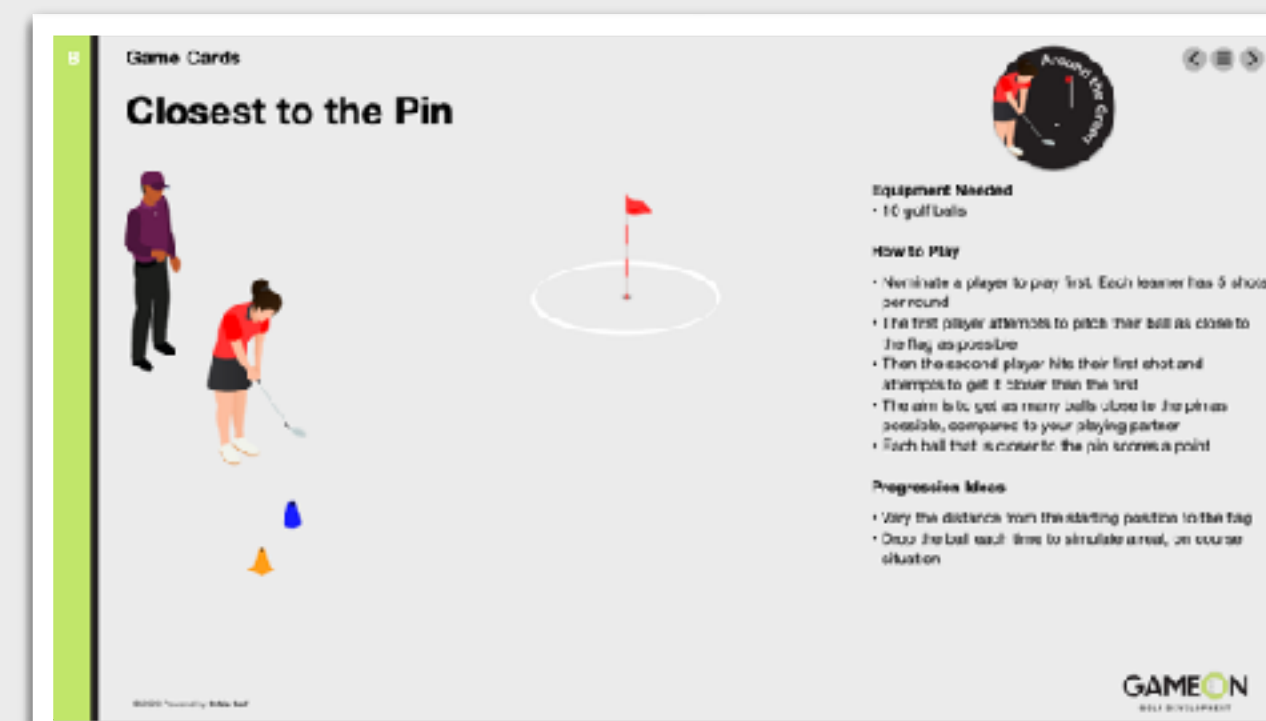 B
Game Cards
Closest to the Pin
Around the Green
Equipment Needed
• 10 golf balls
How to Play
• Nominate a player to play first. Each learner has 5 shots
per round
• The first player attempts to pitch their ball as close to
the flag as possible
• Then the second player hits their first shot and
attempts to get it closer than the first
• The aim is to get as many balls close to the pin as
possible, compared to your playing partner
• Each ball that is closer to the pin scores a point
Progression Ideas
• Vary the distance from the starting position to the flag
• Drop the ball each time to simulate a real, on course
situation
GAMEON
GOLF DEVELOPMENT